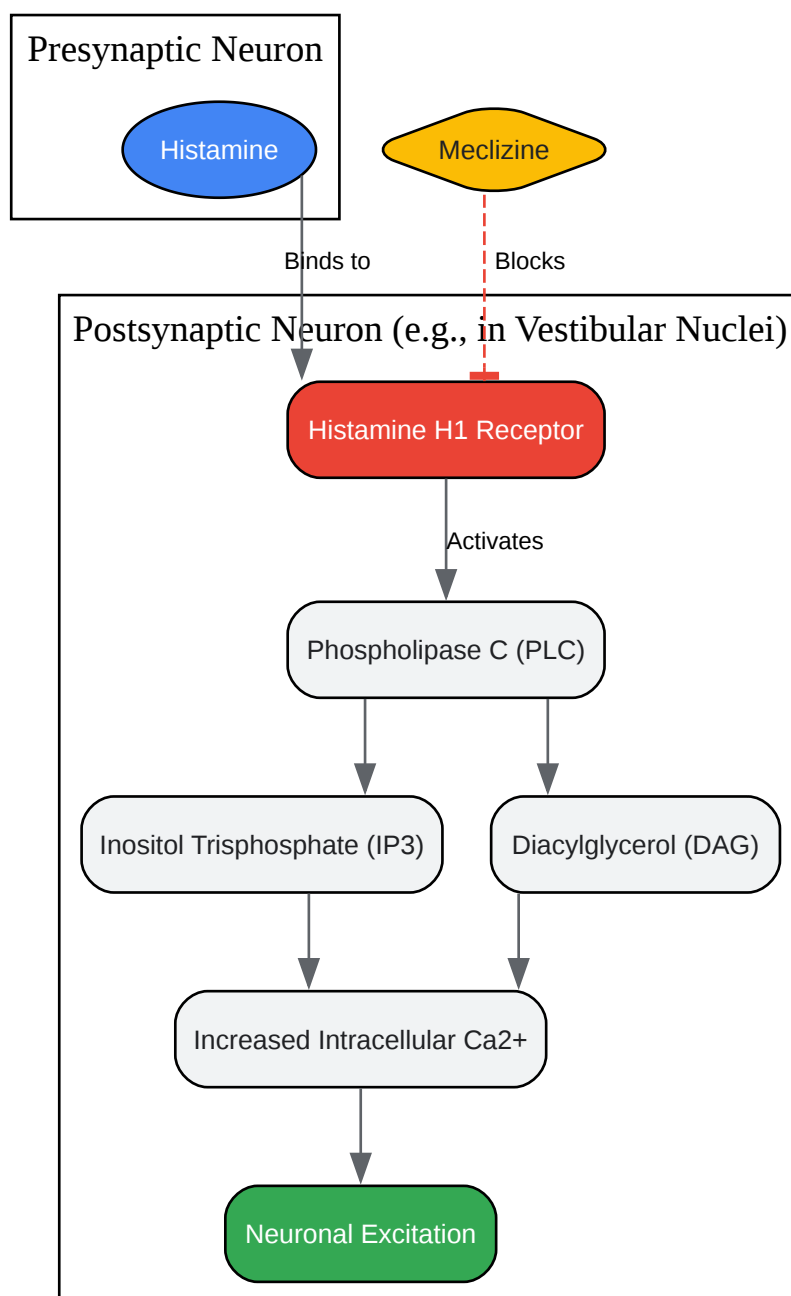 Presynaptic Neuron
Histamine
Meclizine
Binds to
Blocks
Postsynaptic Neuron (e.g., in Vestibular Nuclei)
Histamine H1 Receptor
Activates
Phospholipase C (PLC)
Inositol Trisphosphate (IP3)
Diacylglycerol (DAG)
Increased Intracellular Ca2+
Neuronal Excitation